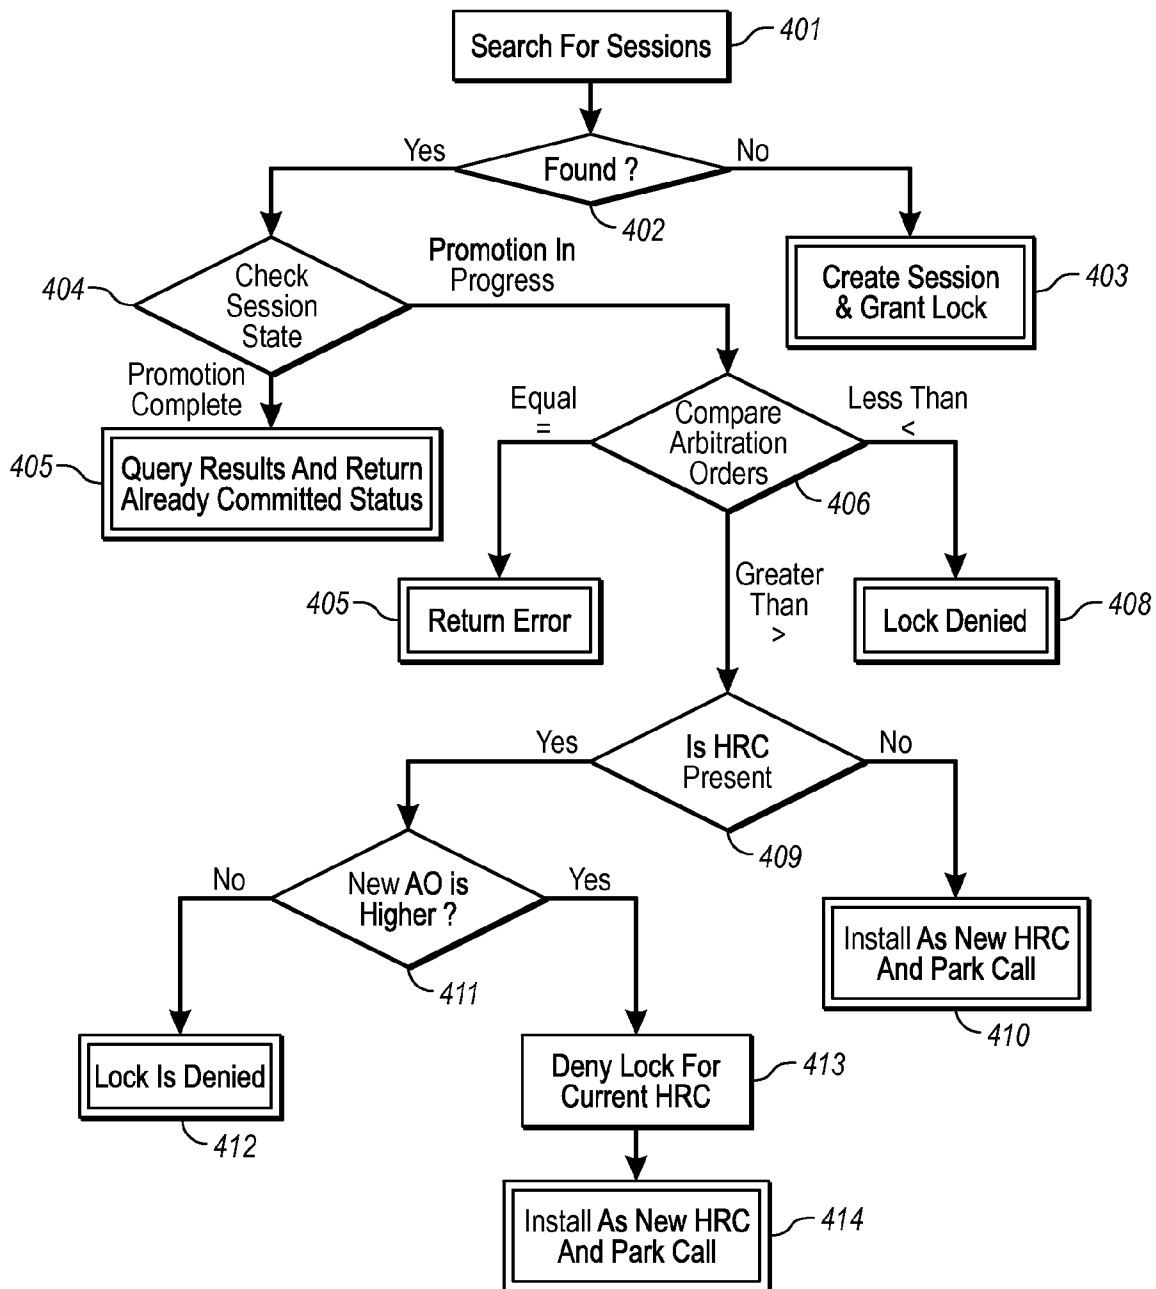 Search For Sessions
401
Yes
Found ?
No
402
404
Check
Session
State
Promotion In
Progress
Create Session
& Grant Lock
403
Promotion
Complete
Equal
=
Compare
Arbitration
Orders
Less Than
<
406
405
Query Results And Return
Already Committed Status
405
Return Error
Greater
Than
>
Lock Denied
408
Yes
Is HRC
Present
No
409
No
New AO is
Higher ?
Yes
411
Install As New HRC
And Park Call
410
Lock Is Denied
412
Deny Lock For
Current HRC
413
Install As New HRC
And Park Call
414